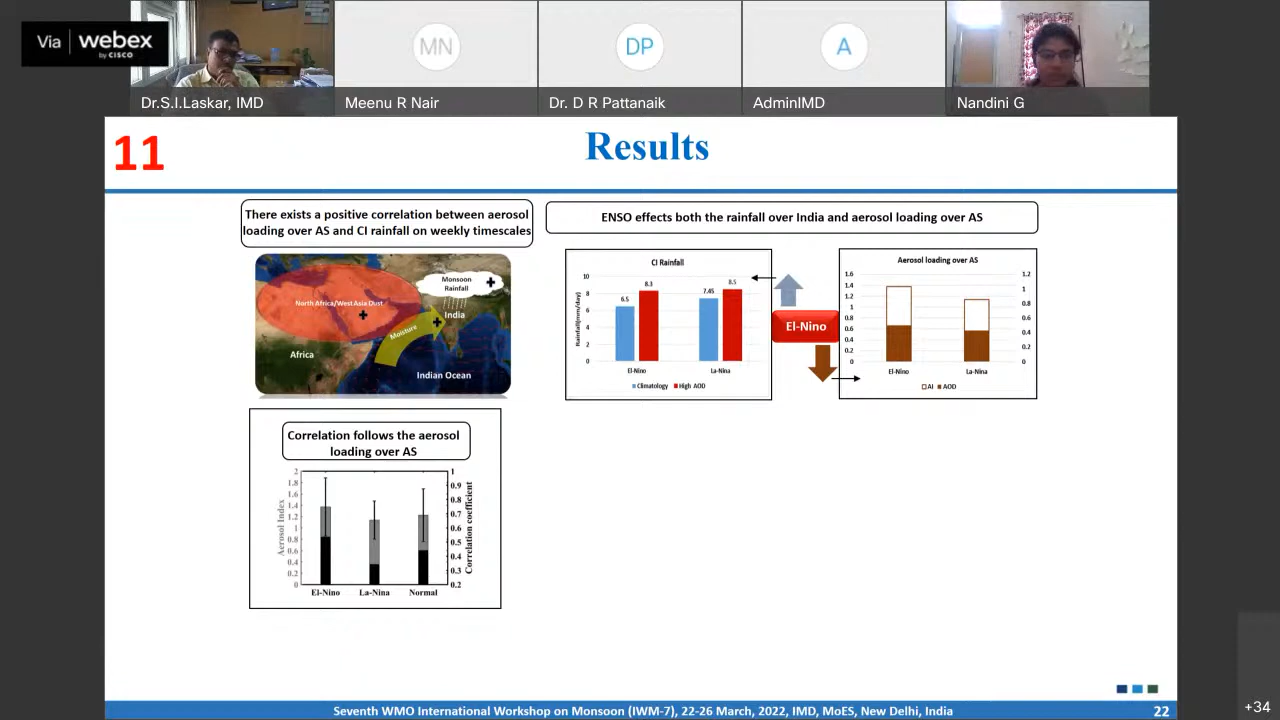 Via webex
by CISCO
MN
DP
A
Dr.S.I.Laskar, IMD
Meenu R Nair
Dr. D R Pattanaik
AdminIMD
Nandini G
11
Results
There exists a positive correlation between aerosol
loading over AS and CI rainfall on weekly timescales
ENSO effects both the rainfall over India and aerosol loading over AS
North Africa/West Asia Dust
Monsoon
Rainfall
India
Moisture
Africa
Indian Ocean
CI Rainfall
Rainfall(mm/day)
10
8
6
4
2
0
6.5
8.3
7.45
8.5
El-Nino
La-Nina
Climatology
High AOD
El-Nino
Aerosol loading over AS
1.6
1.4
1.2
1
0.8
0.6
0.4
0.2
0
1.2
1
0.8
0.6
0.4
0.2
0
El-Nino
La-Nina
AI
AOD
Correlation follows the aerosol
loading over AS
Aerosol Index
2
1.8
1.6
1.4
1.2
1
0.8
0.6
0.4
0.2
0
1
0.9
0.8
0.7
0.6
0.5
0.4
0.3
0.2
Correlation coefficient
El-Nino
La-Nina
Normal
Seventh WMO International Workshop on Monsoon (IWM-7), 22-26 March, 2022, IMD, MoES, New Delhi, India
22
+34